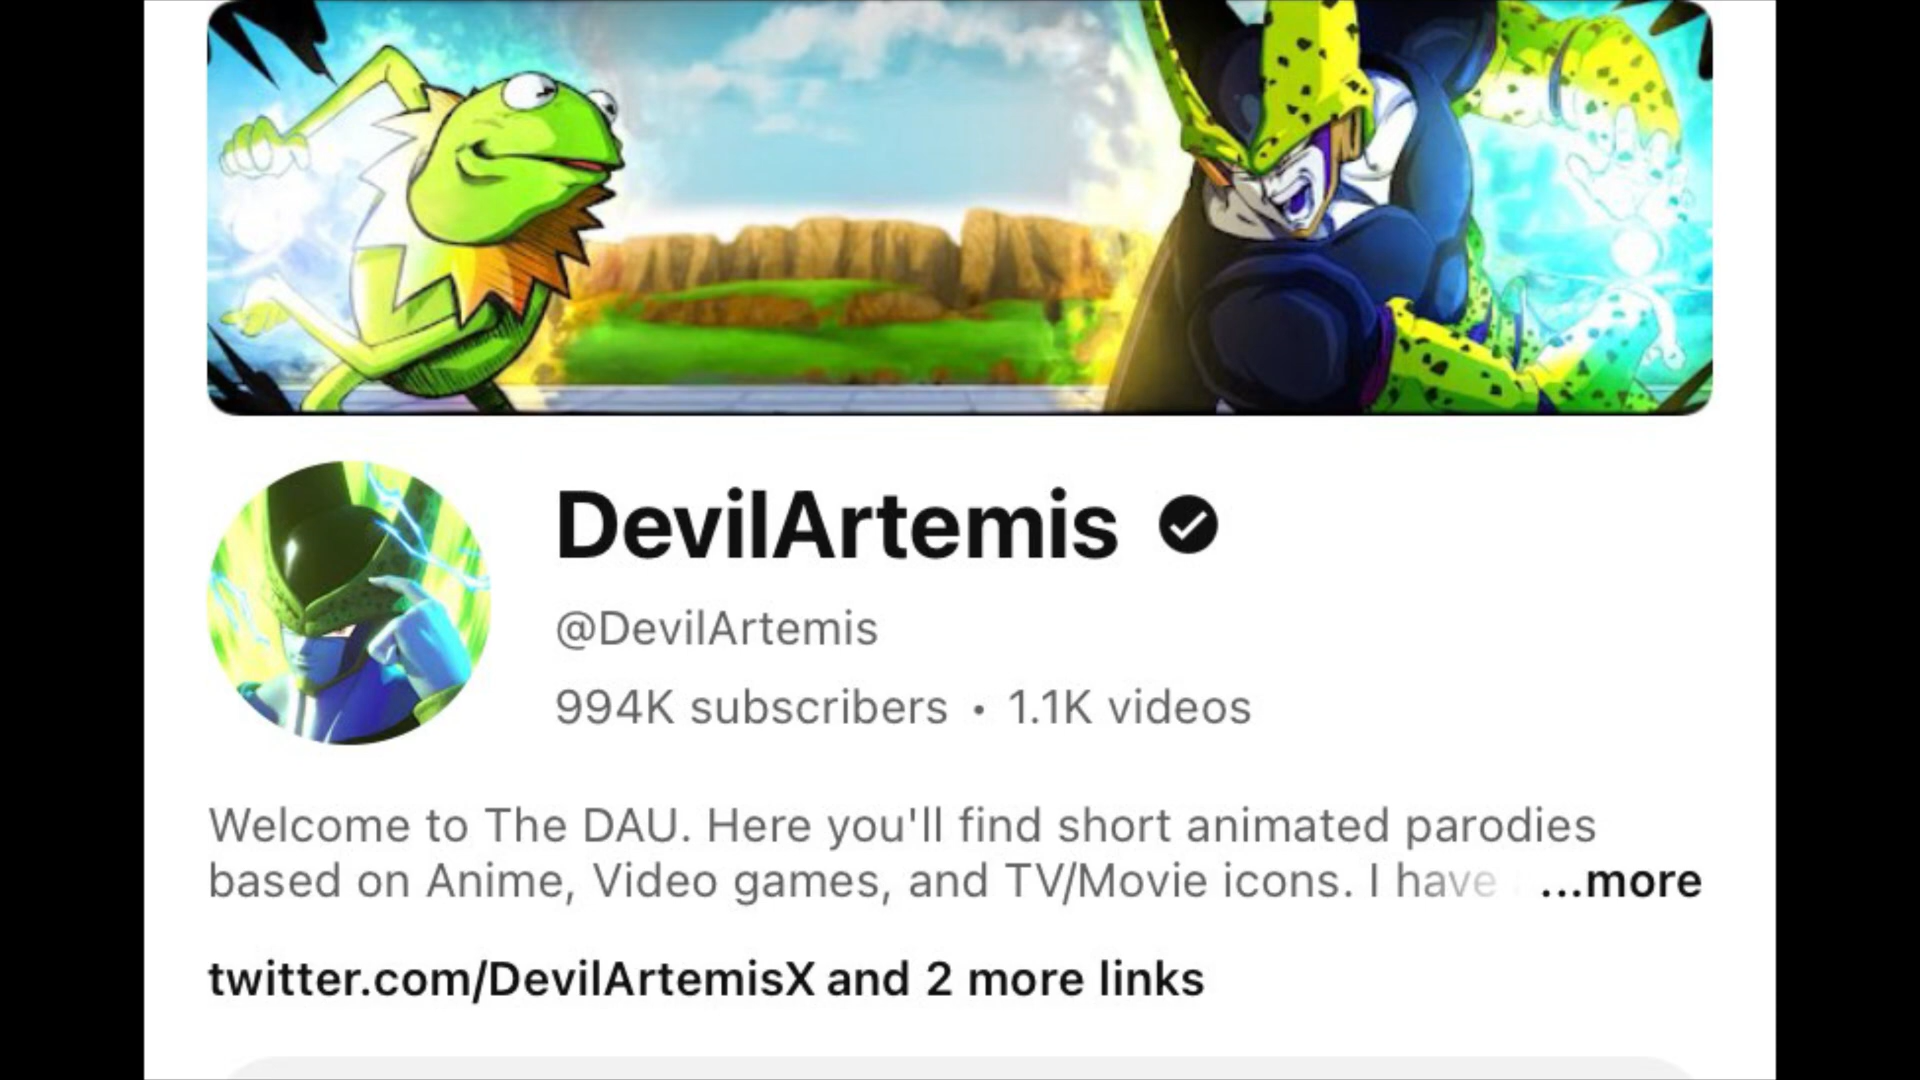 DevilArtemis
@DevilArtemis
994K subscribers • 1.1K videos
Welcome to The DAU. Here you'll find short animated parodies
based on Anime, Video games, and TV/Movie icons. I have ...more
twitter.com/DevilArtemisX and 2 more links